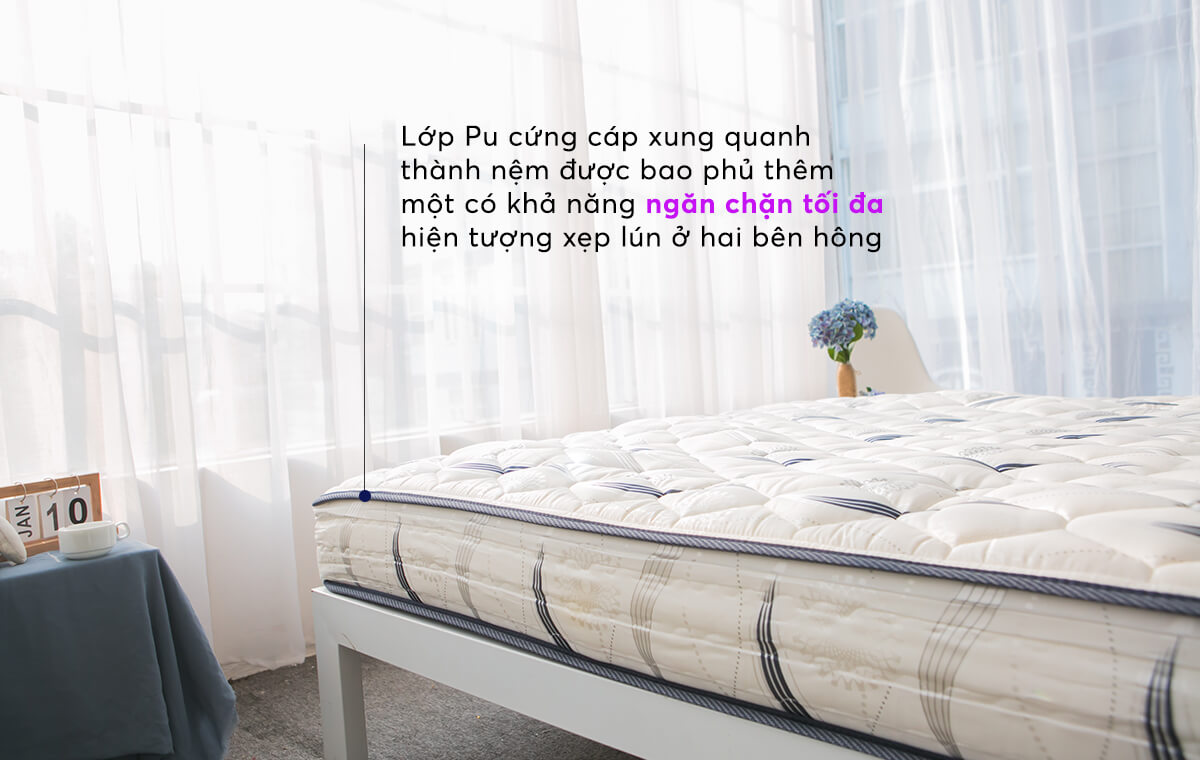 Lớp Pu cứng cáp xung quanh
thành nệm được bao phủ thêm
một có khả năng ngăn chặn tối đa
hiện tượng xẹp lún ở hai bên hông
JAN 10